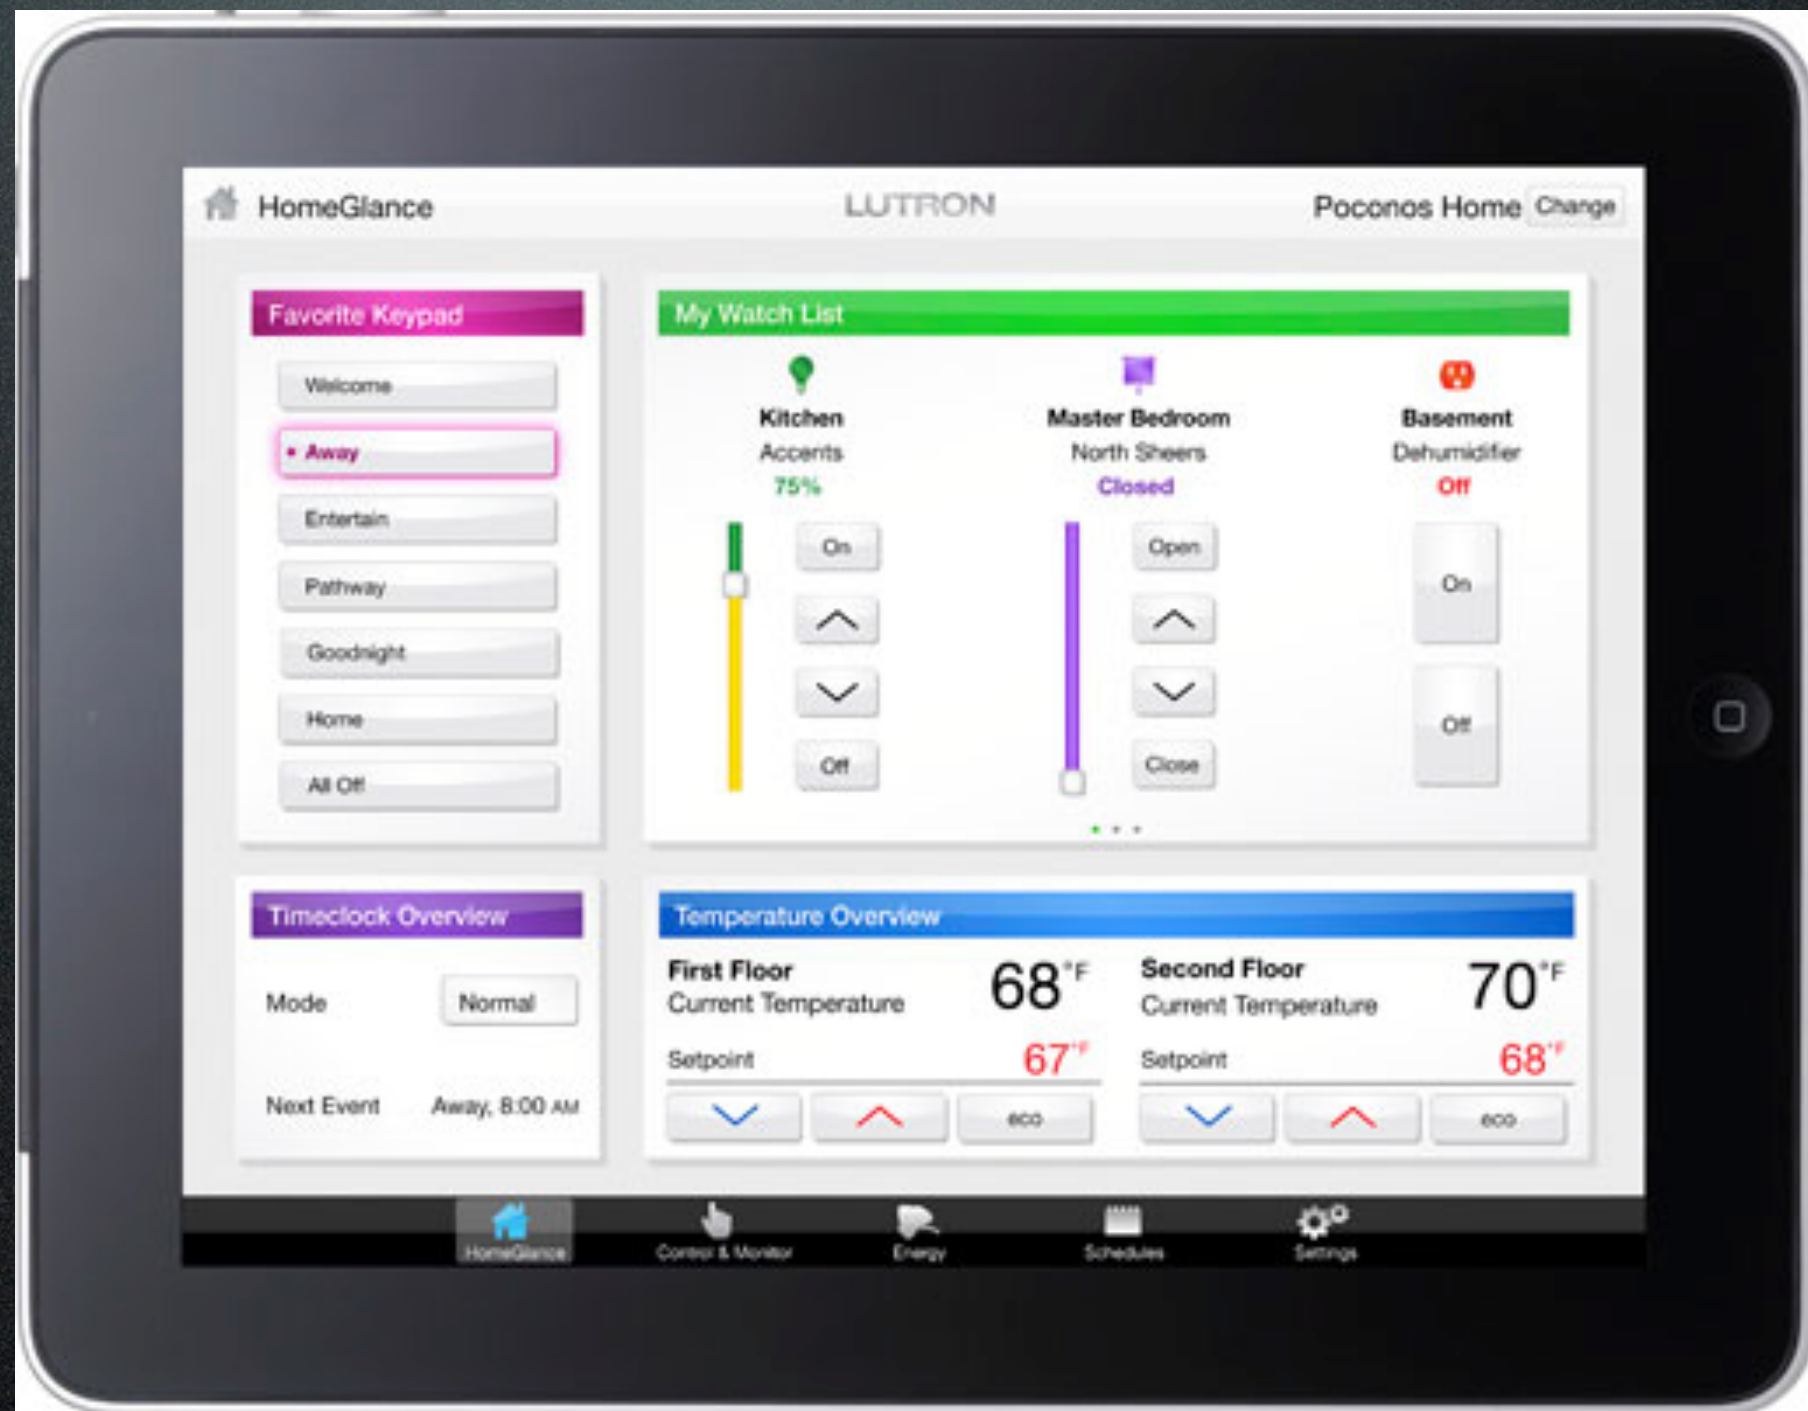 HomeGlance
LUTRON
Poconos Home Change
Favorite Keypad
Welcome
• Away
Entertain
Pathway
Goodnight
Home
All Off
My Watch List
Kitchen
Accents
75%
On
Off
Master Bedroom
North Sheers
Closed
Open
Close
Basement
Dehumidifier
Off
On
Off
Timeclock Overview
Mode Normal
Next Event Away, 8:00 AM
Temperature Overview
First Floor
Current Temperature
68°F
Setpoint 67°F
eco
Second Floor
Current Temperature
70°F
Setpoint 68°F
eco
HomeGlance
Control & Monitor
Energy
Schedules
Settings